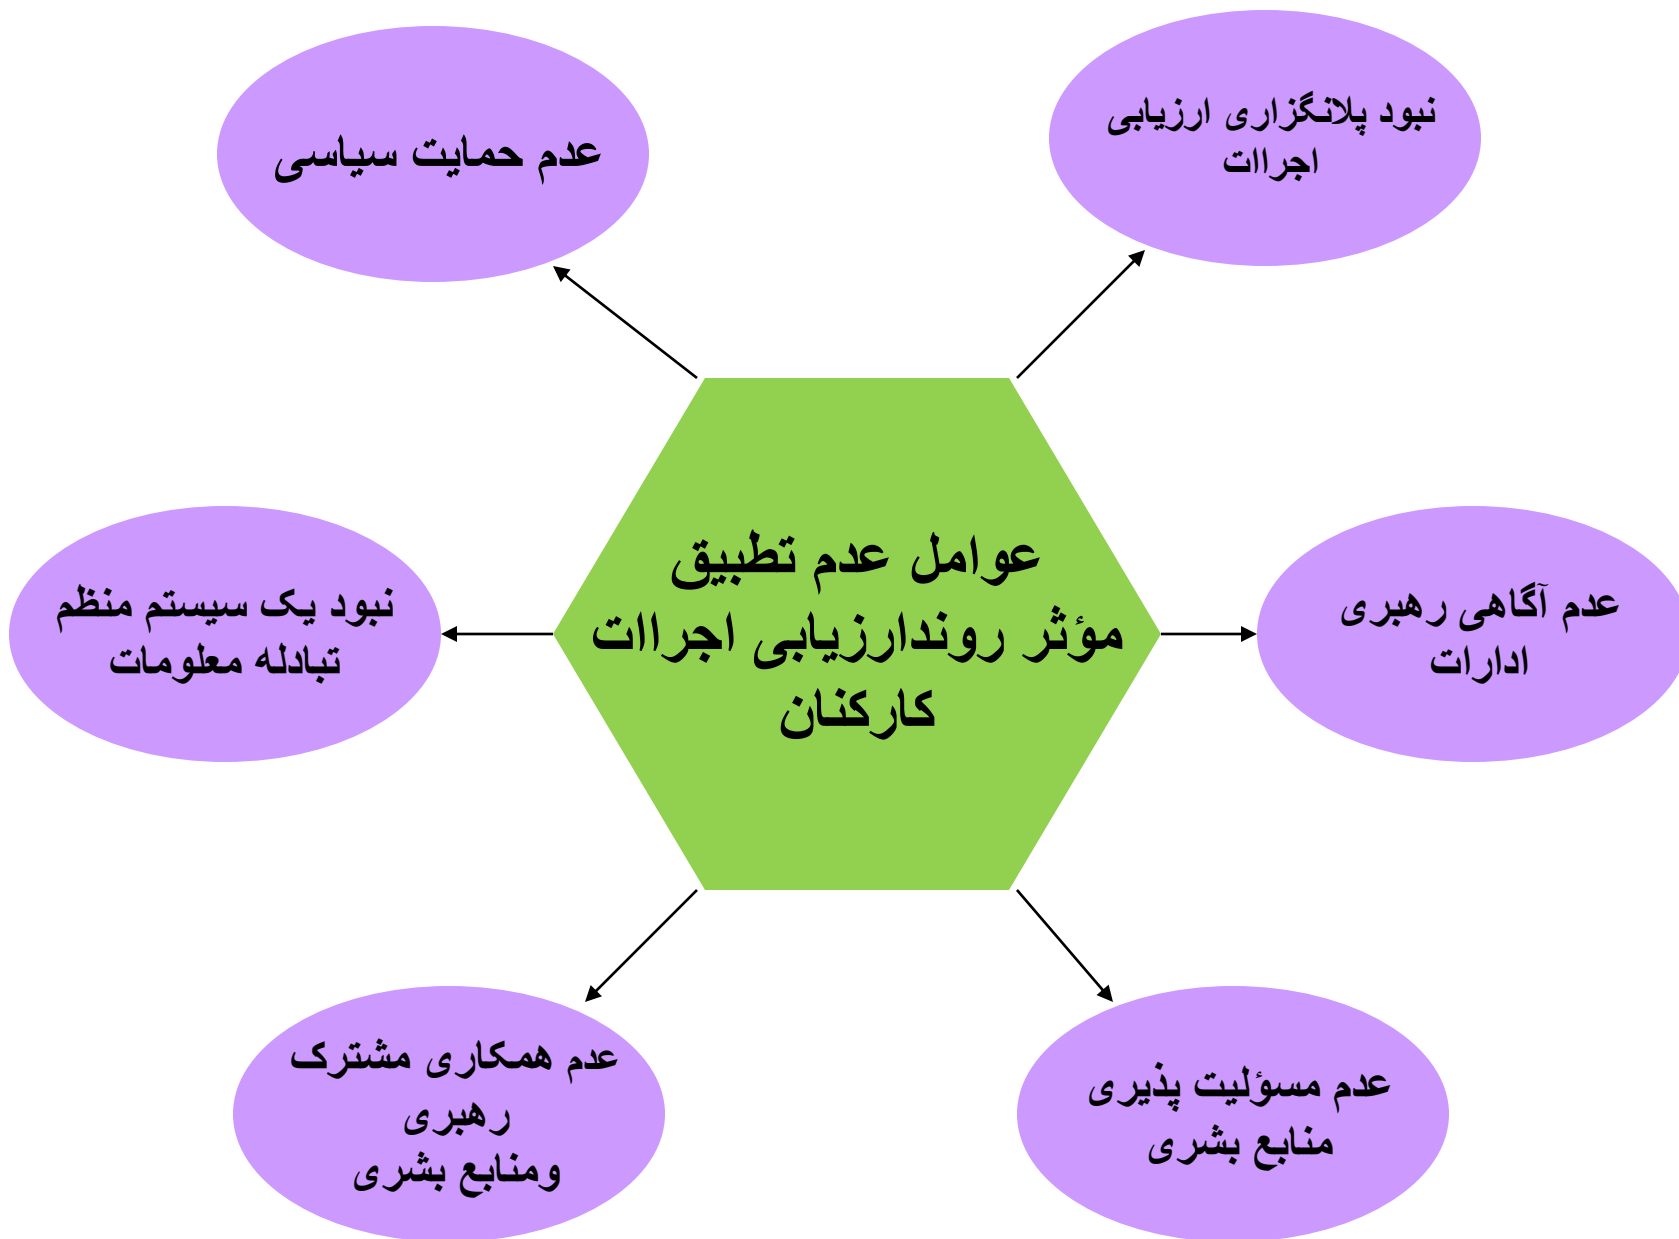 نبود پلانگزاری ارزیابی
اجراات
عدم حمایت سیاسی
عوامل عدم تطبیق
مؤثر روندارزیابی اجراات
کارکنان
عدم آگاهی رهبری
ادارات
نبود یک سیستم منظم
تبادله معلومات
عدم مسؤلیت پذیری
منابع بشری
عدم همکاری مشترک
رهبری
ومنابع بشری